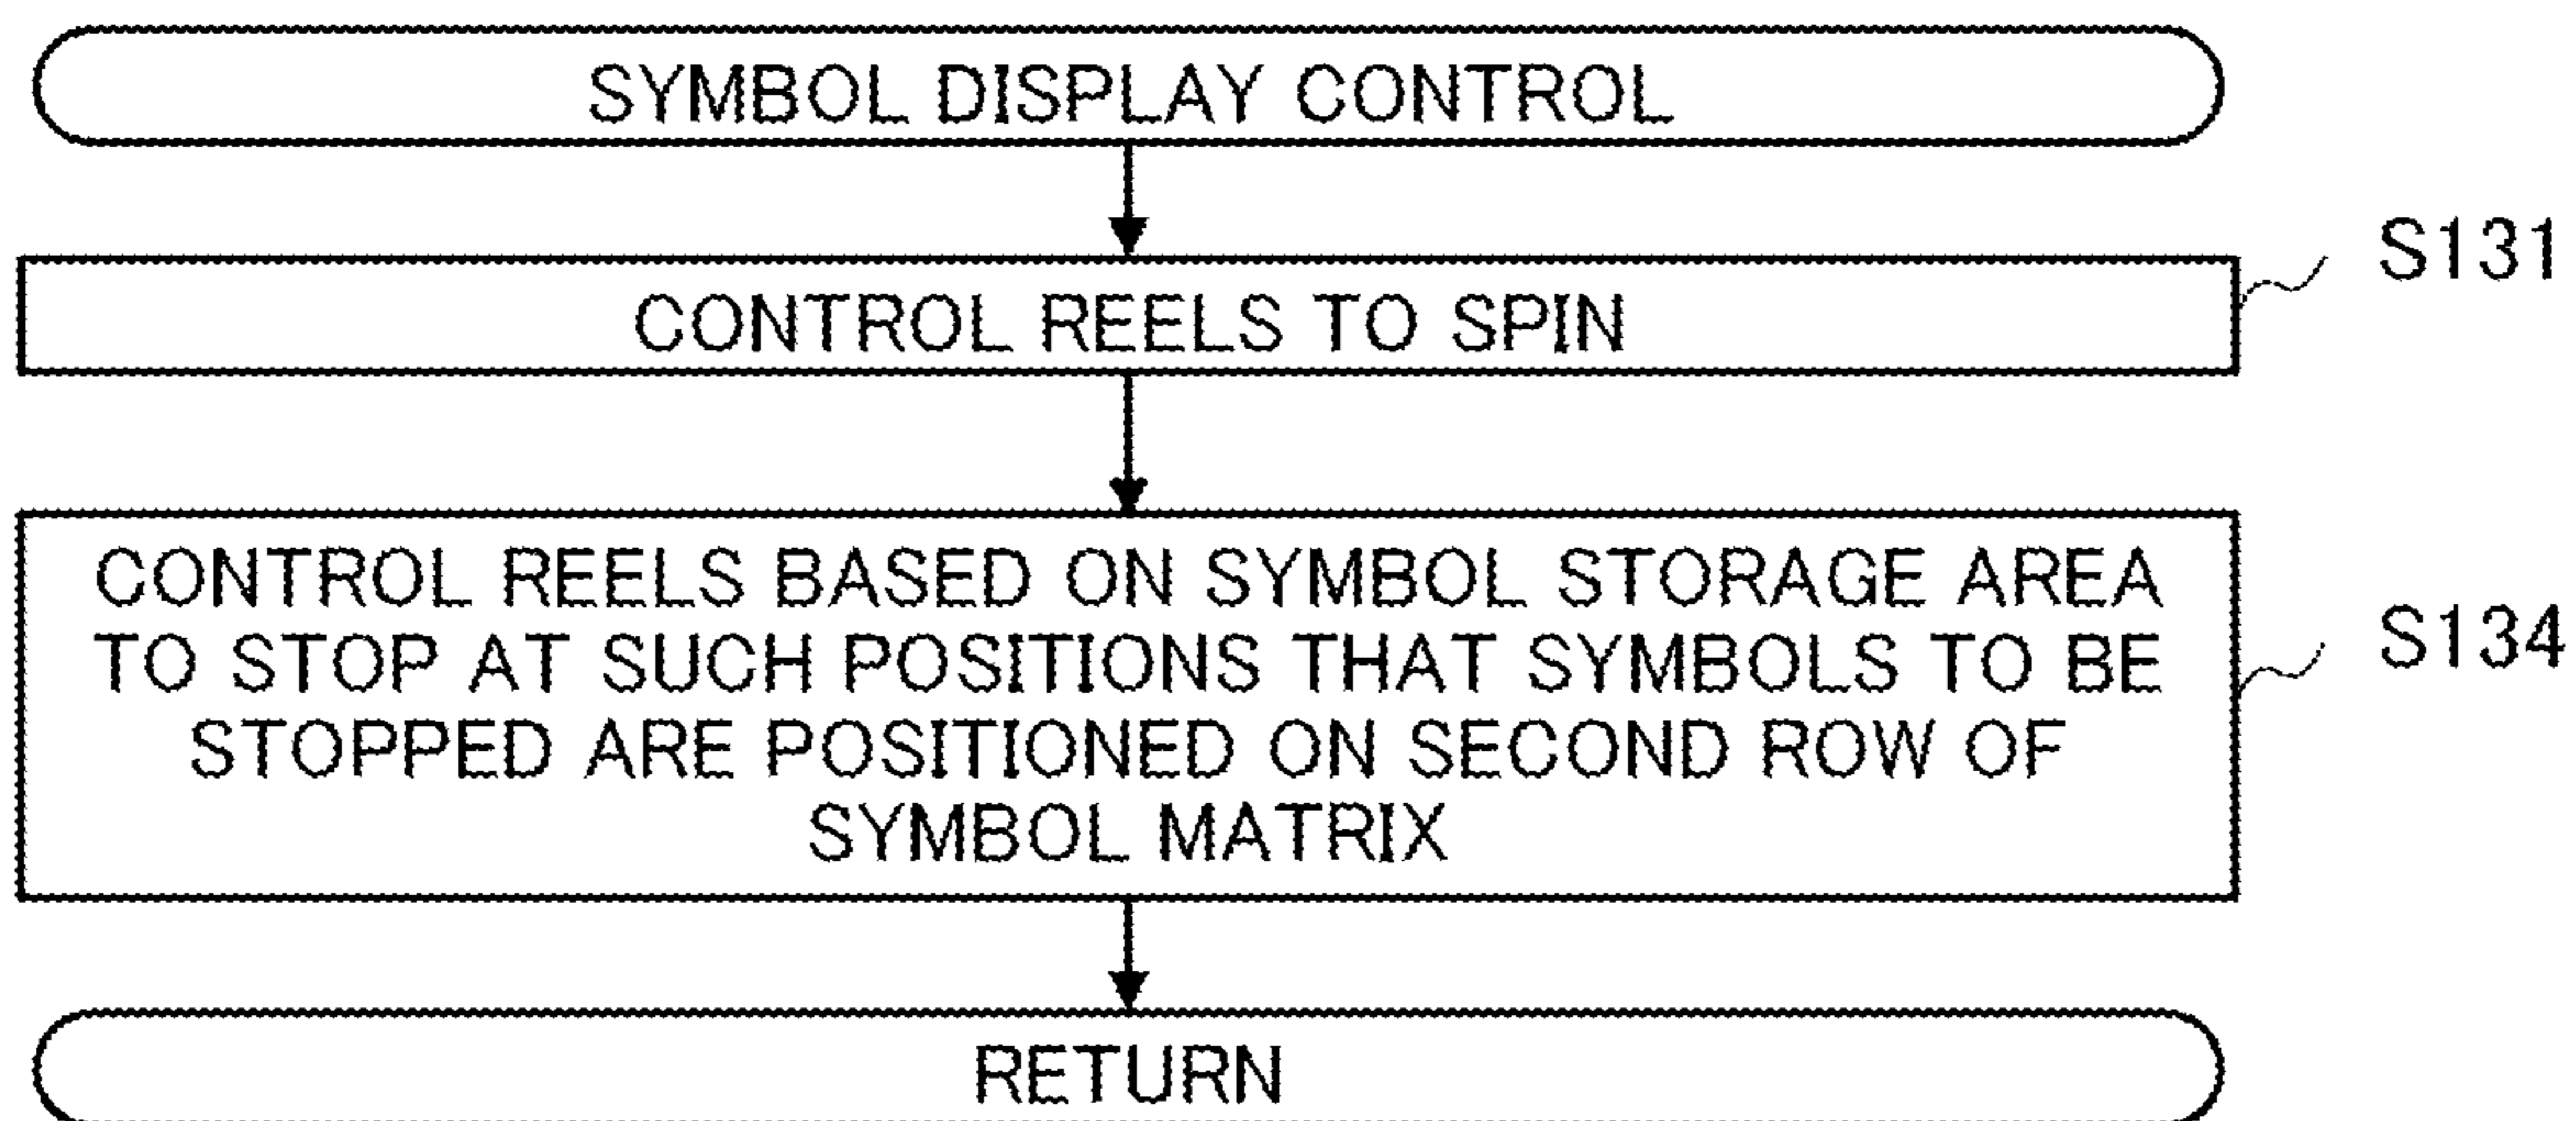 SYMBOL DISPLAY CONTROL
S131
CONTROL REELS TO SPIN
CONTROL REELS BASED ON SYMBOL STORAGE AREA
TO STOP AT SUCH POSITIONS THAT SYMBOLS TO BE
STOPPED ARE POSITIONED ON SECOND ROW OF
SYMBOL MATRIX
S134
RETURN